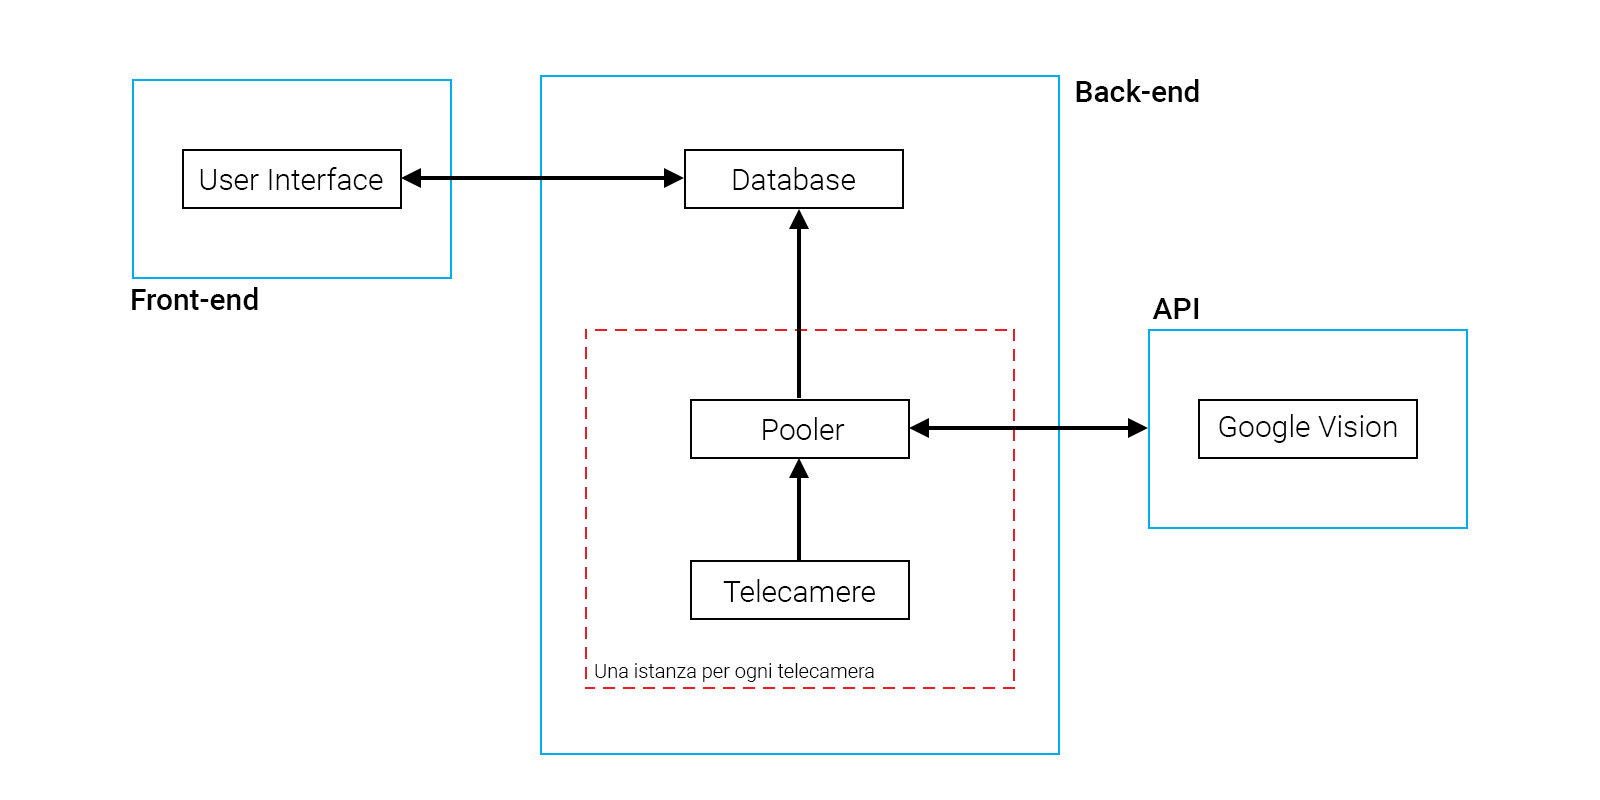 Back-end
User Interface
Database
Front-end
API
Pooler
Google Vision
Telecamere
Una istanza per ogni telecamera